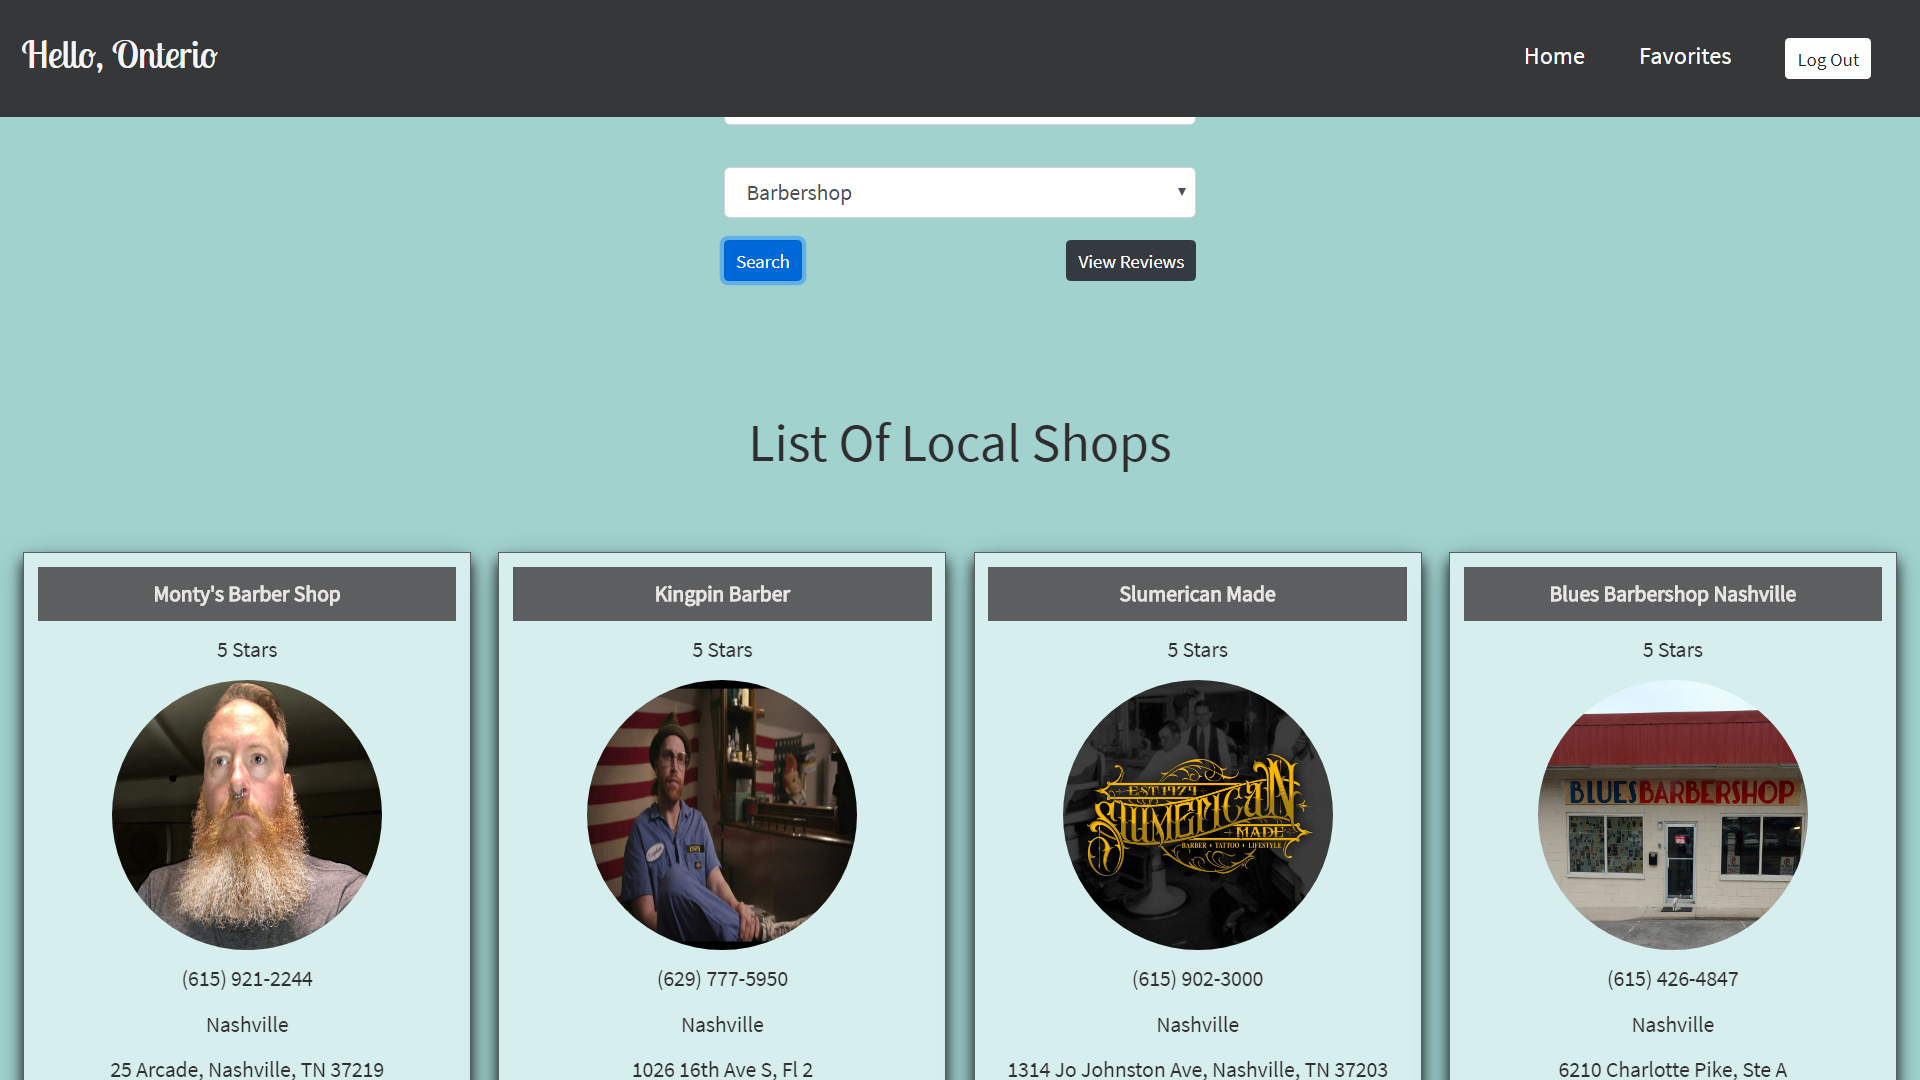 Hello, Onterio
Home
Favorites
Log Out
Barbershop
Search
View Reviews
List Of Local Shops
Monty's Barber Shop
5 Stars
(615) 921-2244
Nashville
25 Arcade, Nashville, TN 37219
Kingpin Barber
5 Stars
(629) 777-5950
Nashville
1026 16th Ave S, Fl 2
Slumerican Made
5 Stars
EST.1979
SLUMERICAN
MADE
BARBER + TATTOO + LIFESTYLE
(615) 902-3000
Nashville
1314 Jo Johnston Ave, Nashville, TN 37203
Blues Barbershop Nashville
5 Stars
BLUES BARBERSHOP
(615) 426-4847
Nashville
6210 Charlotte Pike, Ste A